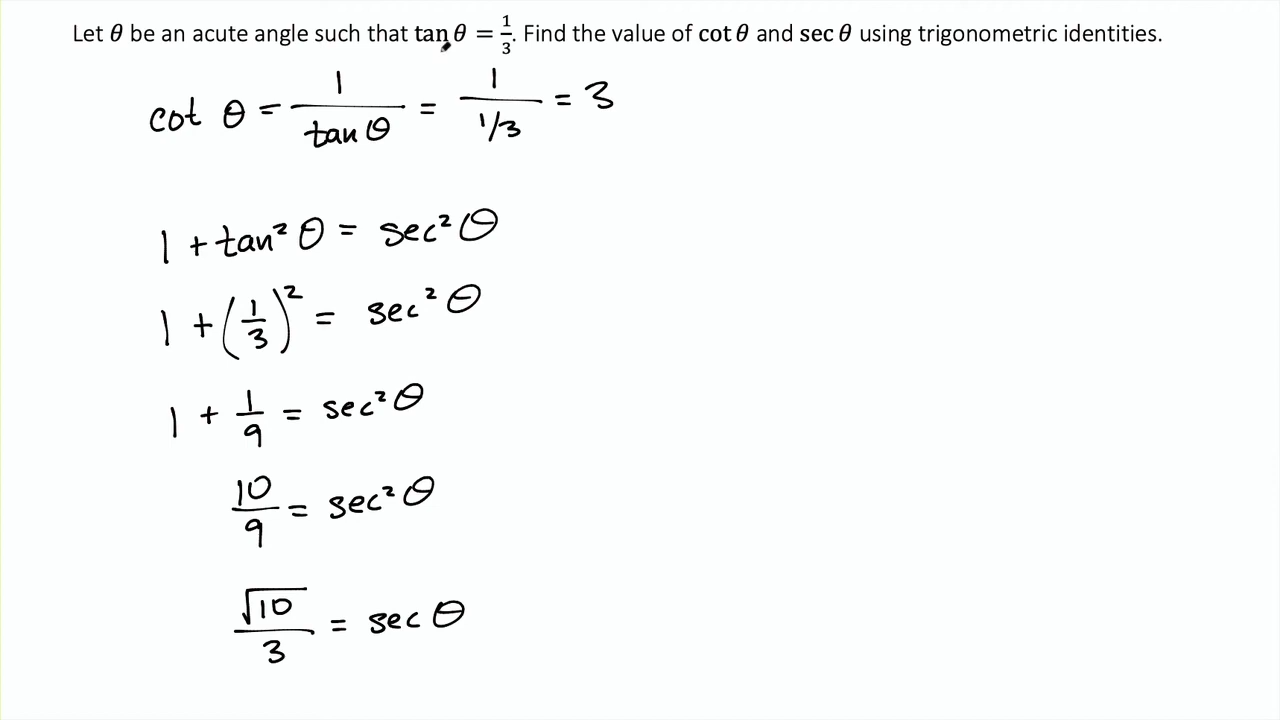 Let θ be an acute angle such that tan θ = 1/3. Find the value of cot θ and sec θ using trigonometric identities.
cot θ = 1/tan θ = 1/(1/3) = 3
1 + tan² θ = sec² θ
1 + (1/3)² = sec² θ
1 + 1/9 = sec² θ
10/9 = sec² θ
√10/3 = sec θ